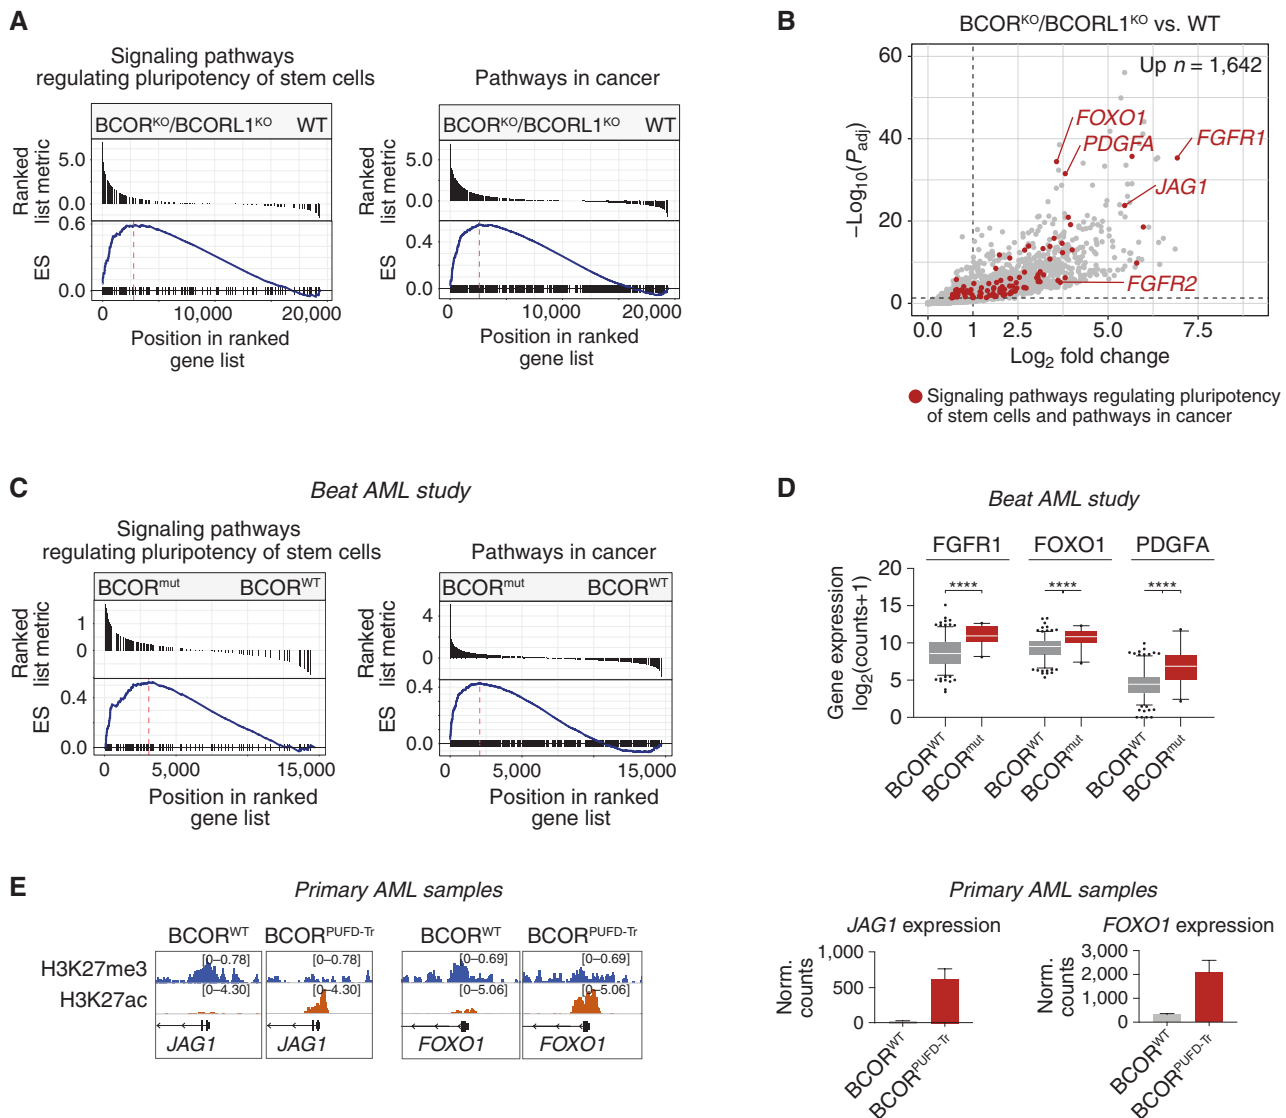 A
Signaling pathways
regulating pluripotency of stem cells
BCORᴷᴼ/BCORL1ᴷᴼ WT
Ranked
list metric
5.0
0.0
ES
0.6
0.0
0
10,000
20,000
Position in ranked
gene list
Pathways in cancer
BCORᴷᴼ/BCORL1ᴷᴼ WT
Ranked
list metric
5.0
0.0
ES
0.4
0.0
0
10,000
20,000
Position in ranked
gene list
B
BCORᴷᴼ/BCORL1ᴷᴼ vs. WT
Up n = 1,642
−Log₁₀(Padj)
60
40
20
0
FOXO1
PDGFA
FGFR1
JAG1
FGFR2
0.0
1
2.5
5.0
7.5
Log₂ fold change
Signaling pathways regulating pluripotency
of stem cells and pathways in cancer
C
Beat AML study
Signaling pathways
regulating pluripotency of stem cells
BCORᵐᵘᵗ BCORᵂᵀ
Ranked
list metric
1
0
ES
0.4
0.0
0
5,000
15,000
Position in ranked
gene list
Pathways in cancer
BCORᵐᵘᵗ BCORᵂᵀ
Ranked
list metric
4
0
ES
0.4
0.0
0
5,000
15,000
Position in ranked
gene list
D
Beat AML study
FGFR1 FOXO1 PDGFA
Gene expression
log₂(counts+1)
20
15
10
5
0
**** **** ****
BCORᵂᵀ
BCORᵐᵘᵗ
BCORᵂᵀ
BCORᵐᵘᵗ
BCORᵂᵀ
BCORᵐᵘᵗ
E
Primary AML samples
BCORᵂᵀ BCORᴾᵁᶠᴰ⁻ᵀʳ BCORᵂᵀ BCORᴾᵁᶠᴰ⁻ᵀʳ
H3K27me3
[0–0.78] [0–0.78] [0–0.69] [0–0.69]
H3K27ac
[0–4.30] [0–4.30] [0–5.06] [0–5.06]
JAG1 JAG1 FOXO1 FOXO1
Primary AML samples
JAG1 expression
Norm.
counts
1,000
500
0
BCORᵂᵀ
BCORᴾᵁᶠᴰ⁻ᵀʳ
FOXO1 expression
Norm.
counts
3,000
2,000
1,000
0
BCORᵂᵀ
BCORᴾᵁᶠᴰ⁻ᵀʳ